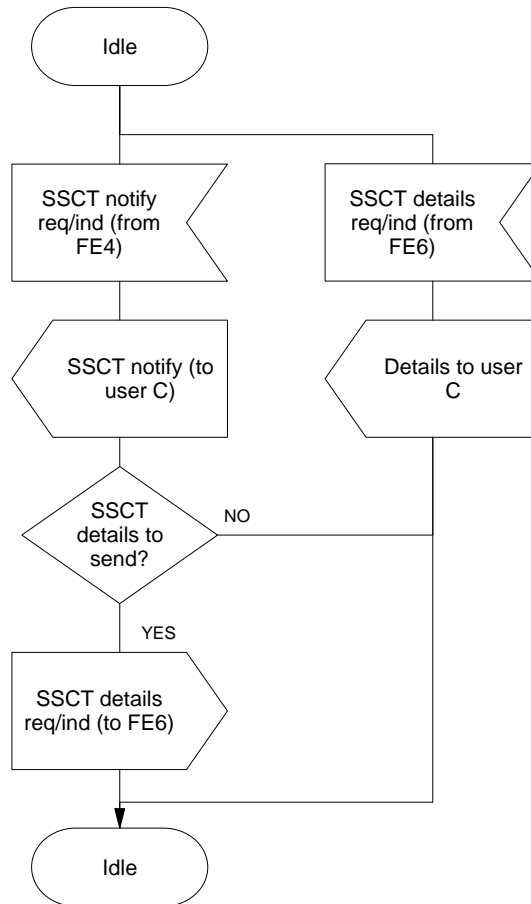 Idle
SSCT notify
req/ind (from
FE4)
SSCT details
req/ind (from
FE6)
SSCT notify (to
user C)
Details to user
C
SSCT
details to
send?
NO
YES
SSCT details
req/ind (to FE6)
Idle